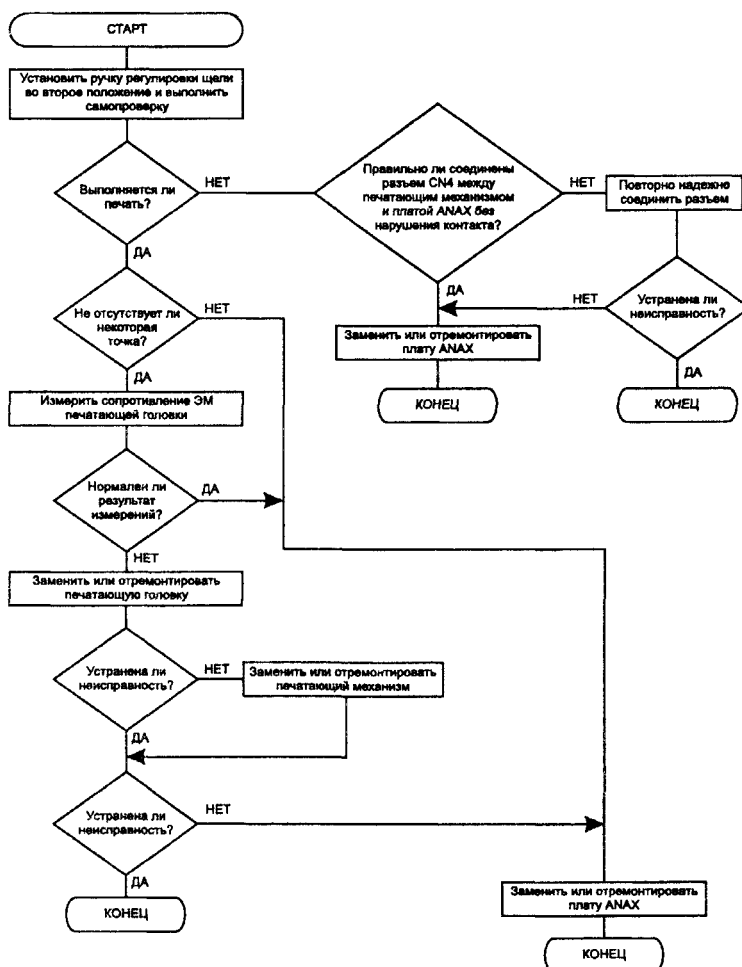 СТАРТ
Установить ручку регулировки щели
во второе положение и выполнить
самопроверку
Выполняется ли
печать?
НЕТ
ДА
Правильно ли соединены
разъем CN4 между
печатающим механизмом
и платой ANAX без
нарушения контакта?
НЕТ
ДА
Повторно надежно
соединить разъем
Устранена ли
неисправность?
НЕТ
ДА
КОНЕЦ
Заменить или отремонтировать
плату ANAX
КОНЕЦ
Не отсутствует ли
некоторая
точка?
НЕТ
ДА
Измерить сопротивление ЭМ
печатающей головки
Нормален ли
результат
измерений?
ДА
НЕТ
Заменить или отремонтировать
печатающую головку
Устранена ли
неисправность?
НЕТ
Заменить или отремонтировать
печатающий механизм
ДА
Устранена ли
неисправность?
НЕТ
ДА
КОНЕЦ
Заменить или отремонтировать
плату ANAX
КОНЕЦ